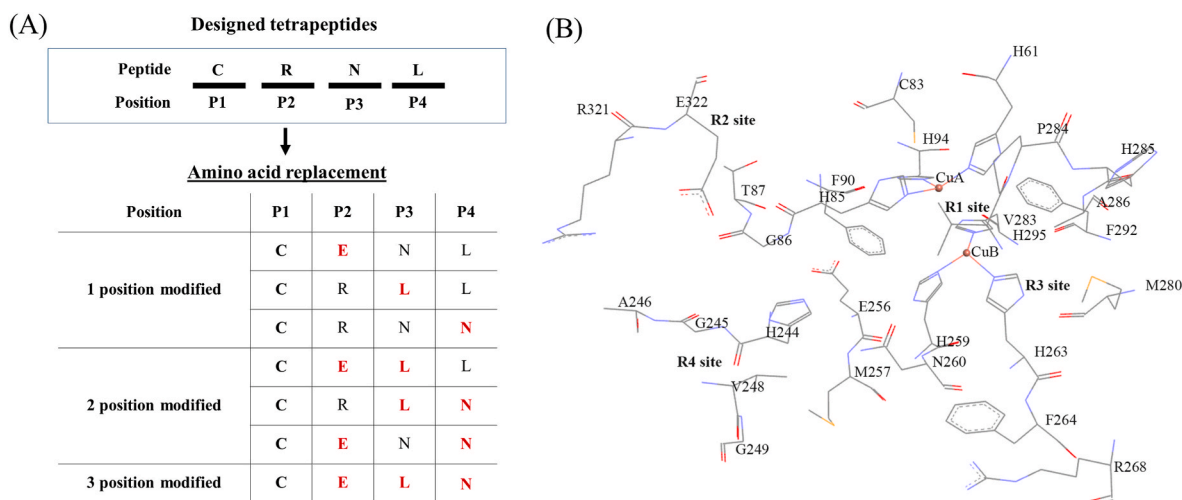 (A)
Designed tetrapeptides
Peptide C R N L
Position P1 P2 P3 P4
Amino acid replacement
Position P1 P2 P3 P4
1 position modified
C E N L
C R L L
C R N N
2 position modified
C E L L
C R L N
C E N N
3 position modified C E L N
(B)
H61
C83
R321 E322
R2 site
H94
P284
H285
CuA
T87
F90
H85
A286
R1 site
V283
F292
H295
G86
CuB
R3 site
M280
A246
G245
E256
H244
H259
H263
R4 site
N260
V248
M257
F264
G249
R268